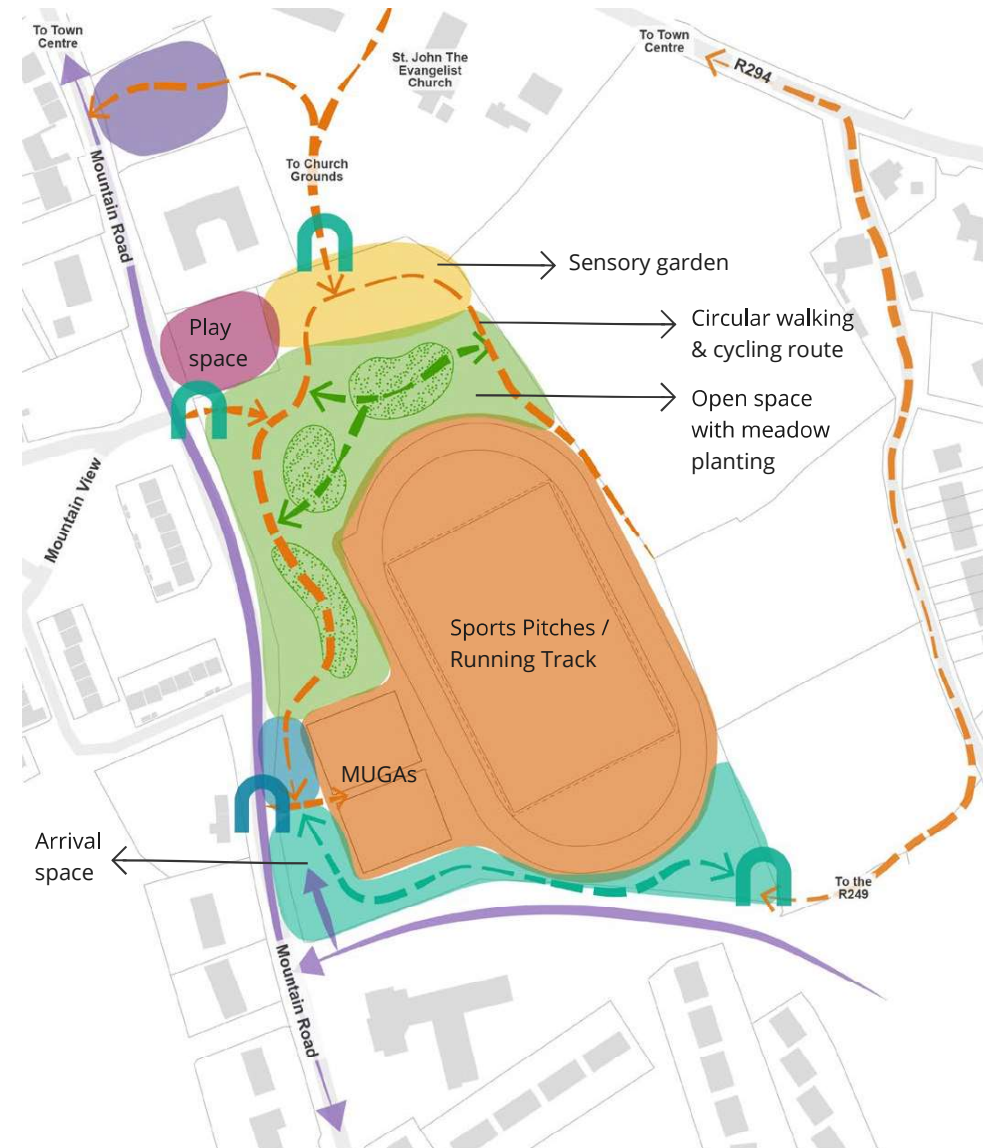 To Town
Centre
St. John The
Evangelist
Church
To Town
Centre
R294
To Church
Grounds
Mountain Road
Sensory garden
Play
space
Circular walking
& cycling route
Open space
with meadow
planting
Mountain View
Sports Pitches /
Running Track
MUGAs
Arrival
space
To the
R249
Mountain Road